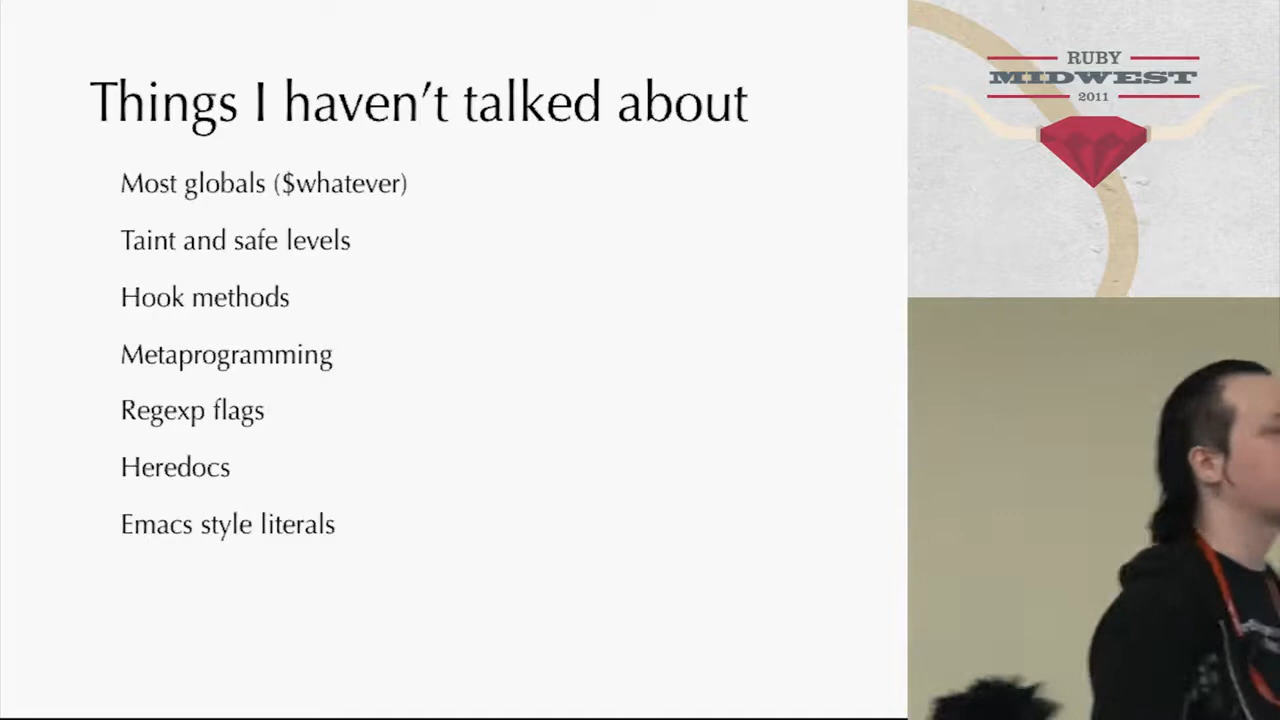 Things I haven’t talked about
Most globals ($whatever)
Taint and safe levels
Hook methods
Metaprogramming
Regexp flags
Heredocs
Emacs style literals
RUBY
MIDWEST
2011